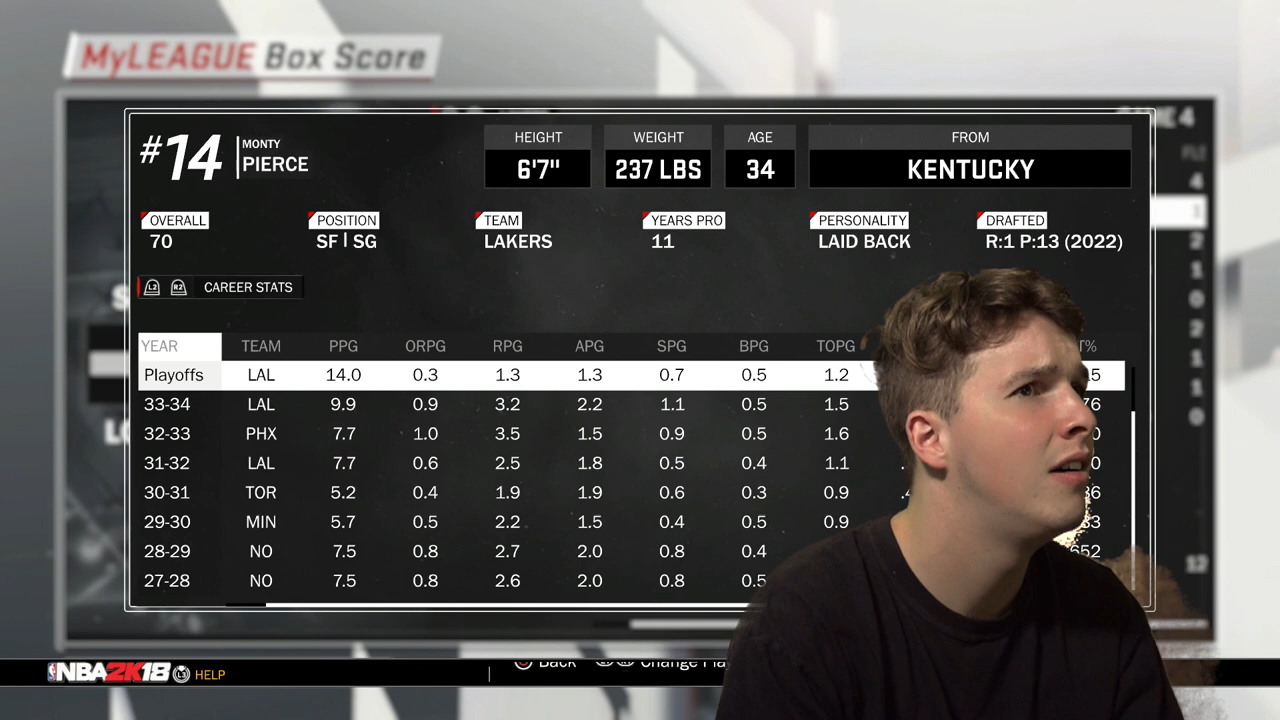 MyLEAGUE Box Score
GAME 4
#14 MONTY PIERCE
HEIGHT WEIGHT AGE FROM
6'7" 237 LBS 34 KENTUCKY
OVERALL POSITION TEAM YEARS PRO PERSONALITY DRAFTED
70 SF | SG LAKERS 11 LAID BACK R:1 P:13 (2022)
L2 R2 CAREER STATS
YEAR TEAM PPG ORPG RPG APG SPG BPG TOPG
Playoffs LAL 14.0 0.3 1.3 1.3 0.7 0.5 1.2
33-34 LAL 9.9 0.9 3.2 2.2 1.1 0.5 1.5
32-33 PHX 7.7 1.0 3.5 1.5 0.9 0.5 1.6
31-32 LAL 7.7 0.6 2.5 1.8 0.5 0.4 1.1
30-31 TOR 5.2 0.4 1.9 1.9 0.6 0.3 0.9
29-30 MIN 5.7 0.5 2.2 1.5 0.4 0.5 0.9
28-29 NO 7.5 0.8 2.7 2.0 0.8 0.4 652
27-28 NO 7.5 0.8 2.6 2.0 0.8 0.5
12
NBA2K18 HELP Back Change